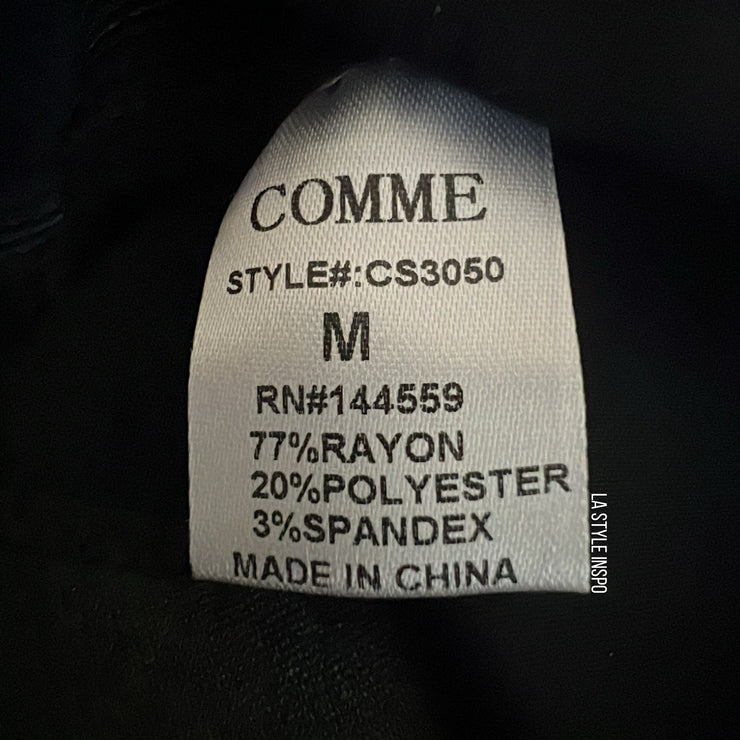 COMME
STYLE#:CS3050
M
RN#144559
77%RAYON
20%POLYESTER
3%SPANDEX
MADE IN CHINA
LA STYLE INSPO